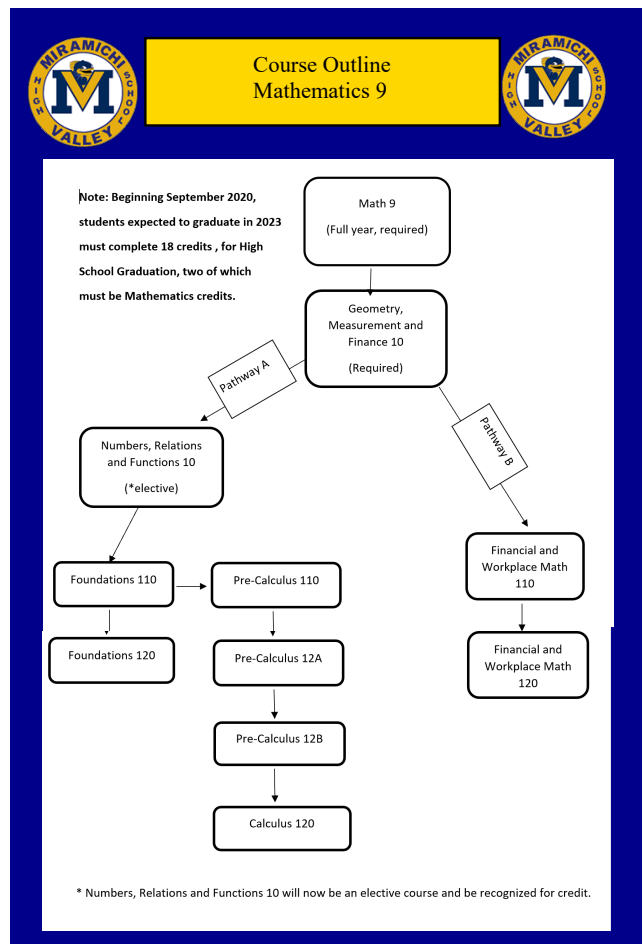 MIRAMICHI
HIGH
M
V
SCHOOL
VALLEY
Course Outline
Mathematics 9
MIRAMICHI
HIGH
M
V
SCHOOL
VALLEY
Note: Beginning September 2020,
students expected to graduate in 2023
must complete 18 credits , for High
School Graduation, two of which
must be Mathematics credits.
Math 9
(Full year, required)
Geometry,
Measurement and
Finance 10
(Required)
Pathway A
Pathway B
Numbers, Relations
and Functions 10
(*elective)
Foundations 110
Pre-Calculus 110
Financial and
Workplace Math
110
Foundations 120
Pre-Calculus 12A
Financial and
Workplace Math
120
Pre-Calculus 12B
Calculus 120
* Numbers, Relations and Functions 10 will now be an elective course and be recognized for credit.